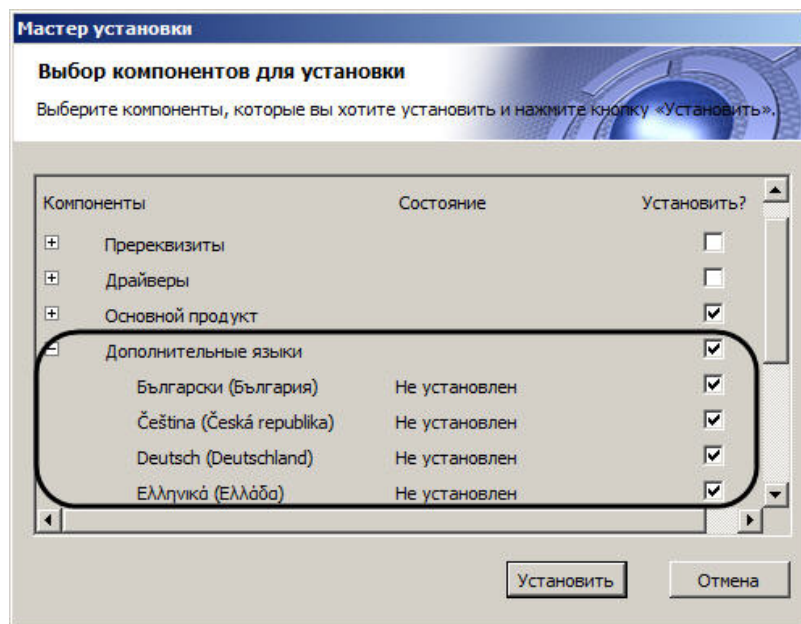 Мастер установки
Выбор компонентов для установки
Выберите компоненты, которые вы хотите установить и нажмите кнопку «Установить».
Компоненты Состояние Установить?
Пререквизиты
Драйверы
Основной продукт
Дополнительные языки
Български (България) Не установлен
Čeština (Česká republika) Не установлен
Deutsch (Deutschland) Не установлен
Ελληνικά (Ελλάδα) Не установлен
Установить Отмена